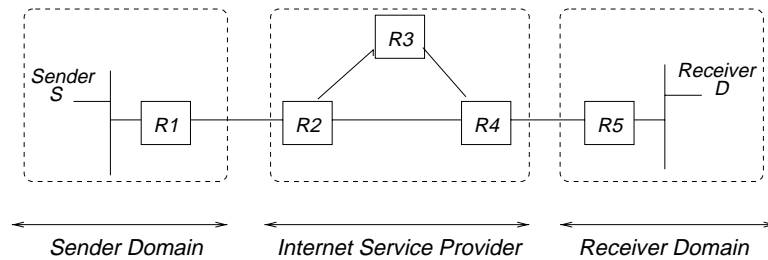 R3
Sender
S
Receiver
D
R1
R2
R4
R5
Sender Domain
Internet Service Provider
Receiver Domain